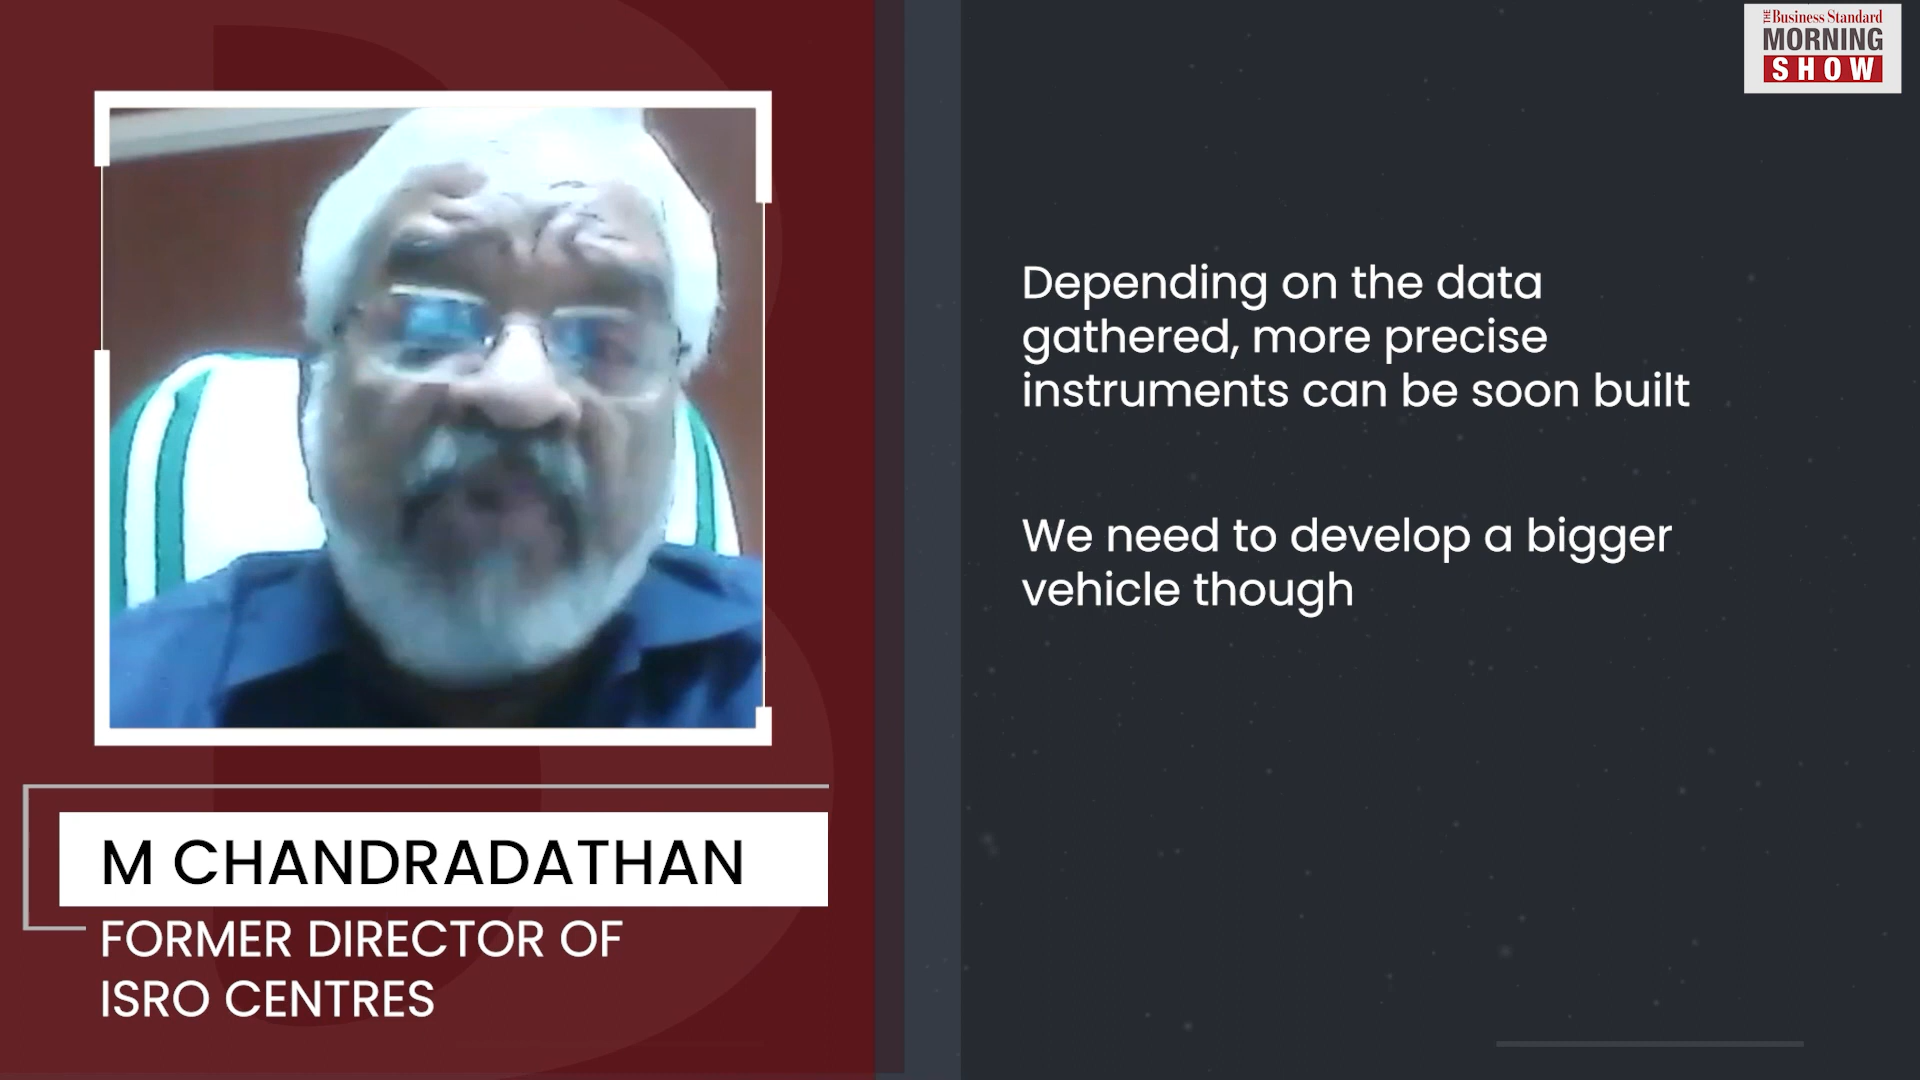 THE Business Standard
MORNING
SHOW
Depending on the data
gathered, more precise
instruments can be soon built
We need to develop a bigger
vehicle though
M CHANDRADATHAN
FORMER DIRECTOR OF
ISRO CENTRES